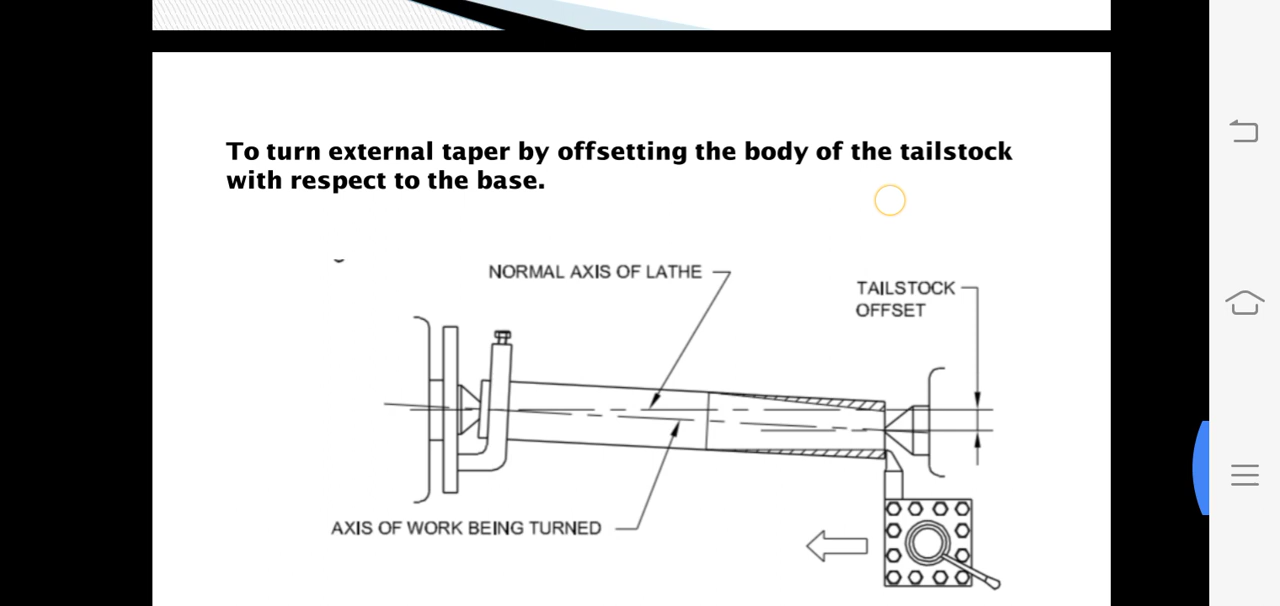 To turn external taper by offsetting the body of the tailstock
with respect to the base.
NORMAL AXIS OF LATHE
TAILSTOCK
OFFSET
AXIS OF WORK BEING TURNED